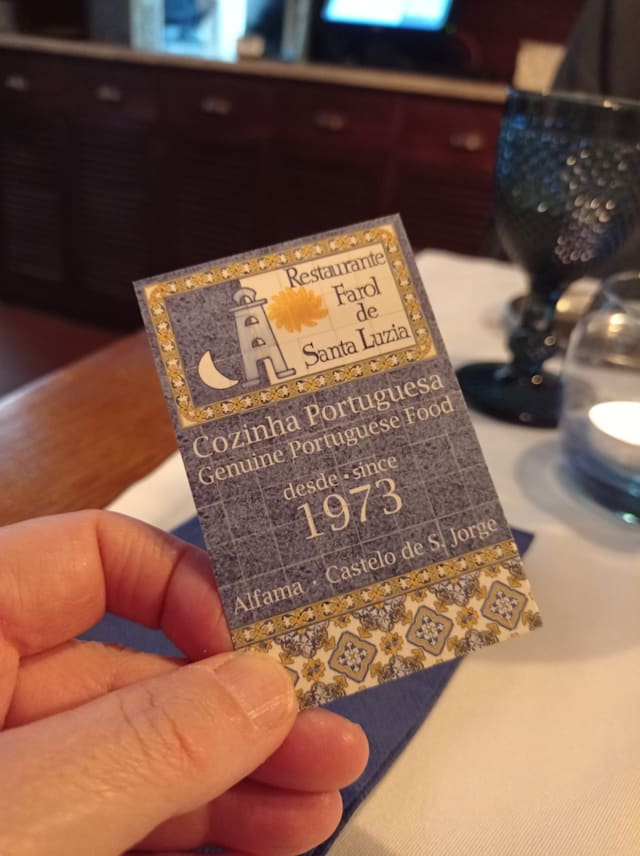 Restaurante
Farol
de
Santa Luzia
Cozinha Portuguesa
Genuine Portuguese Food
desde · since
1973
Alfama · Castelo de S. Jorge